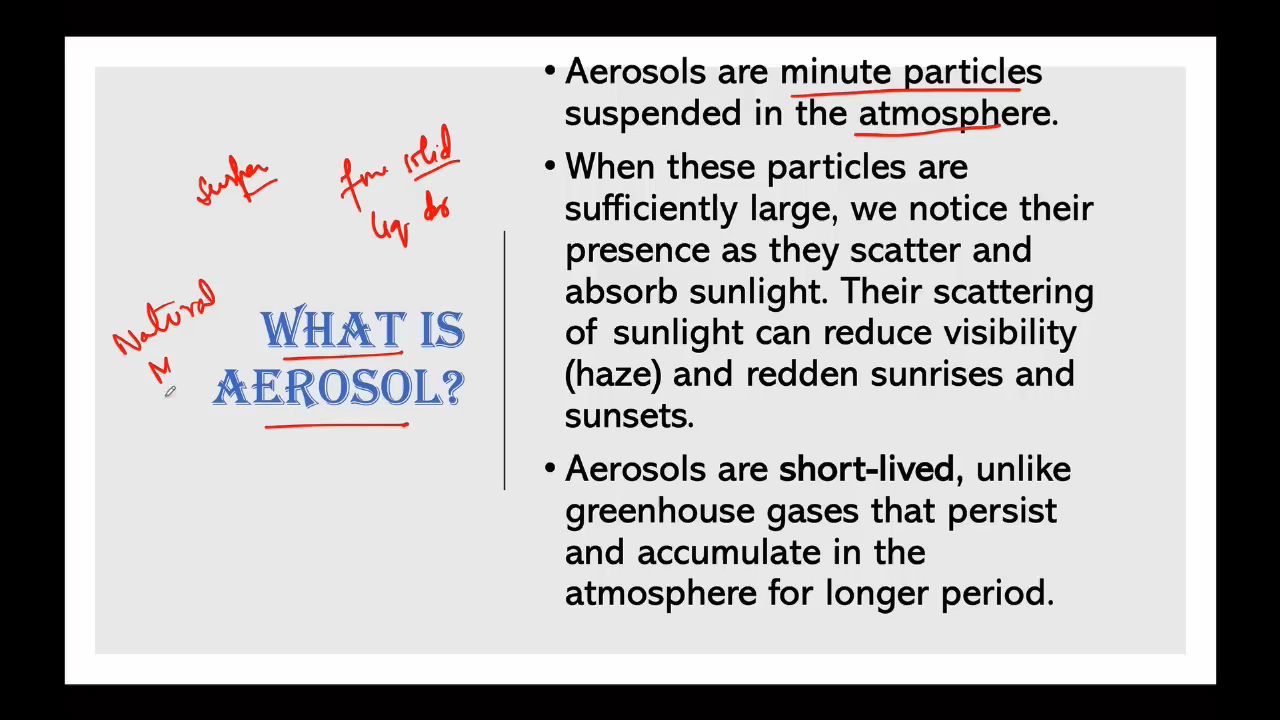 WHAT IS
AEROSOL?
• Aerosols are minute particles
suspended in the atmosphere.
• When these particles are
sufficiently large, we notice their
presence as they scatter and
absorb sunlight. Their scattering
of sunlight can reduce visibility
(haze) and redden sunrises and
sunsets.
• Aerosols are short-lived, unlike
greenhouse gases that persist
and accumulate in the
atmosphere for longer period.
solid
liq
Natural
M